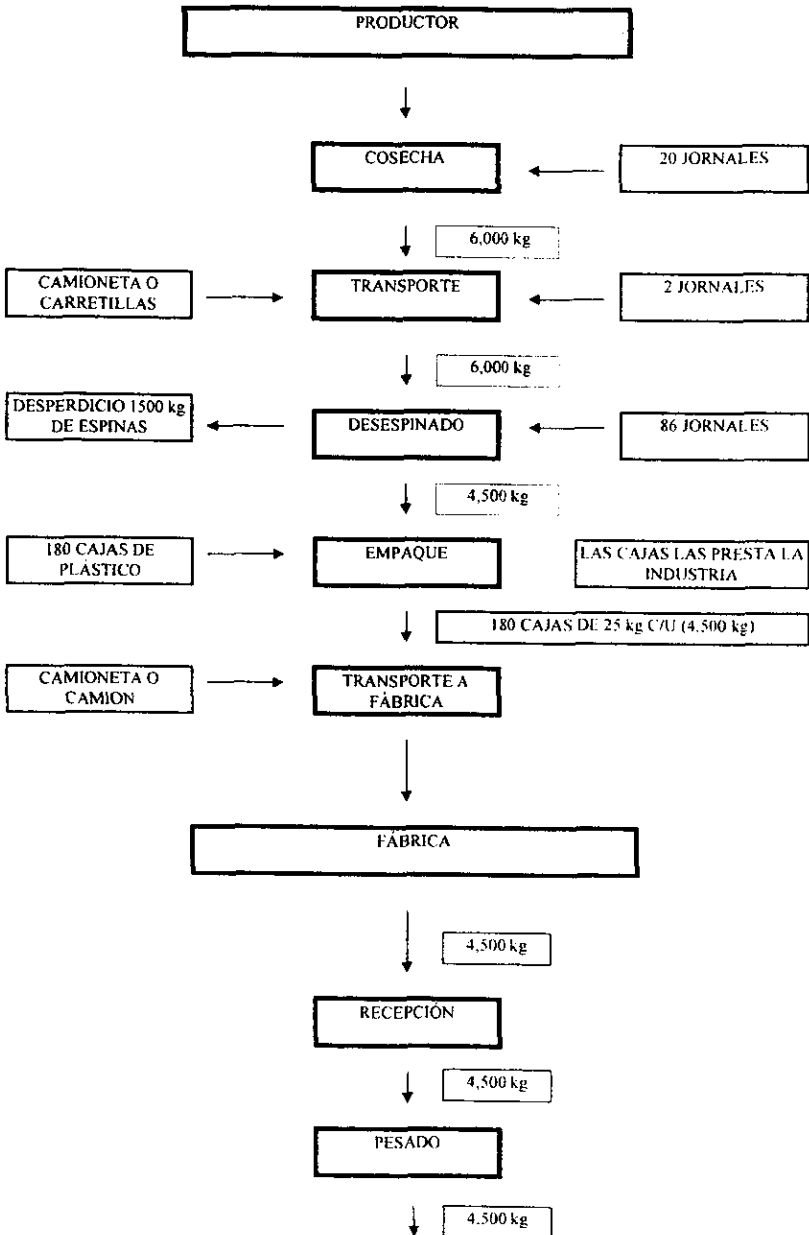 PRODUCTOR
COSECHA
20 JORNALES
6,000 kg
CAMIONETA O
CARRETILLAS
TRANSPORTE
2 JORNALES
6,000 kg
DESPERDICIO 1500 kg
DE ESPINAS
DESESPINADO
86 JORNALES
4,500 kg
180 CAJAS DE
PLÁSTICO
EMPAQUE
LAS CAJAS LAS PRESTA LA
INDUSTRIA
180 CAJAS DE 25 kg C/U (4.500 kg)
CAMIONETA O
CAMION
TRANSPORTE A
FÁBRICA
FÁBRICA
4,500 kg
RECEPCIÓN
4,500 kg
PESADO
4.500 kg